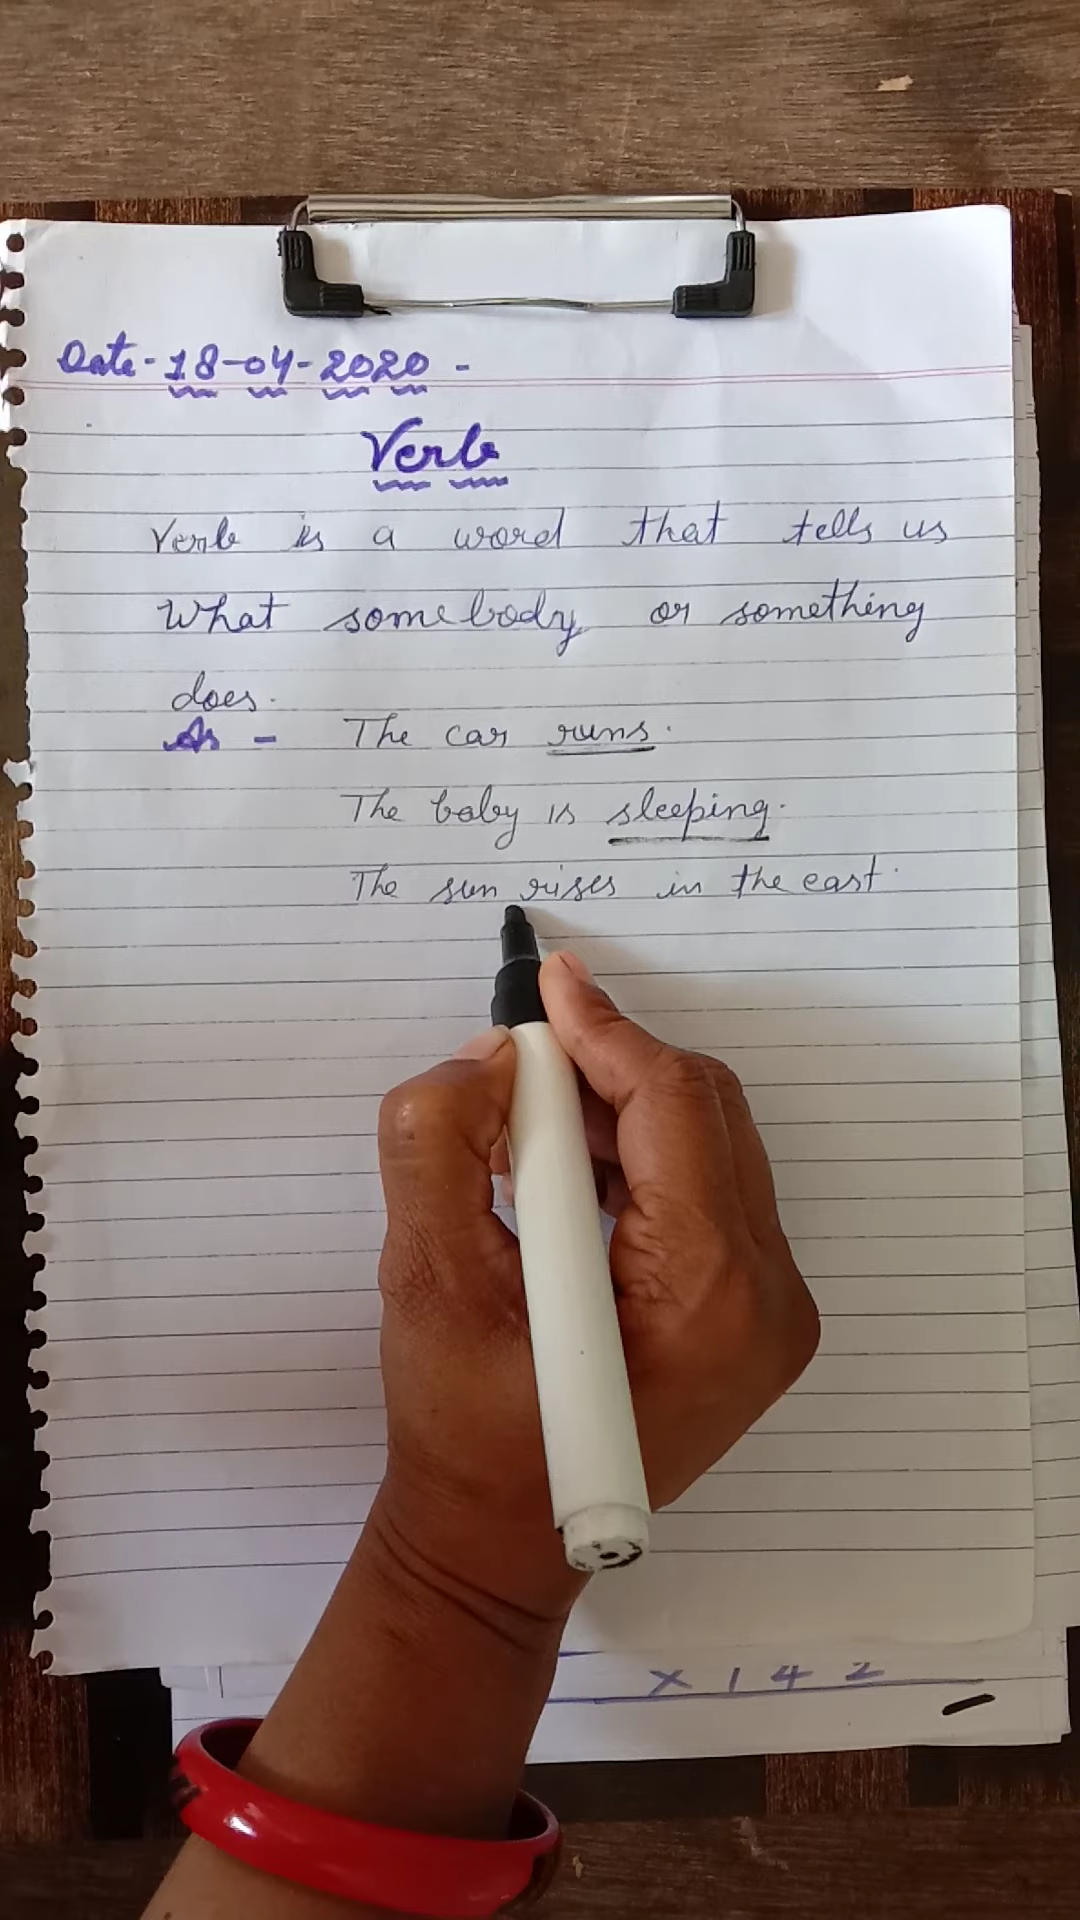 Date - 18-04-2020 -
Verb
Verb is a word that tells us
What somebody or something
does.
As - The car runs.
The baby is sleeping.
The sun rises in the east.
x 142